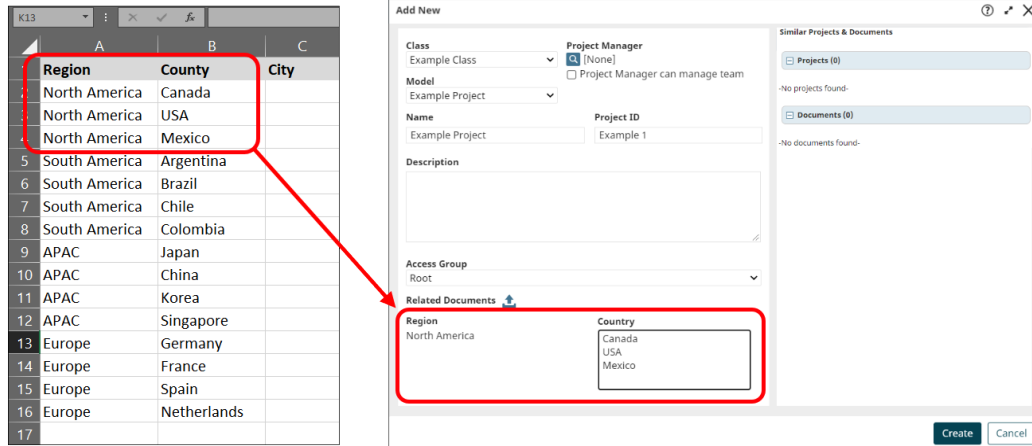 K13 fx
A B C
1 Region County City
2 North America Canada
3 North America USA
4 North America Mexico
5 South America Argentina
6 South America Brazil
7 South America Chile
8 South America Colombia
9 APAC Japan
10 APAC China
11 APAC Korea
12 APAC Singapore
13 Europe Germany
14 Europe France
15 Europe Spain
16 Europe Netherlands
17
Add New
Class
Example Class
Project Manager
[None]
Project Manager can manage team
Model
Example Project
Name
Example Project
Project ID
Example 1
Description
Access Group
Root
Related Documents
Region
North America
Country
Canada
USA
Mexico
Similar Projects & Documents
Projects (0)
-No projects found-
Documents (0)
-No documents found-
Create
Cancel